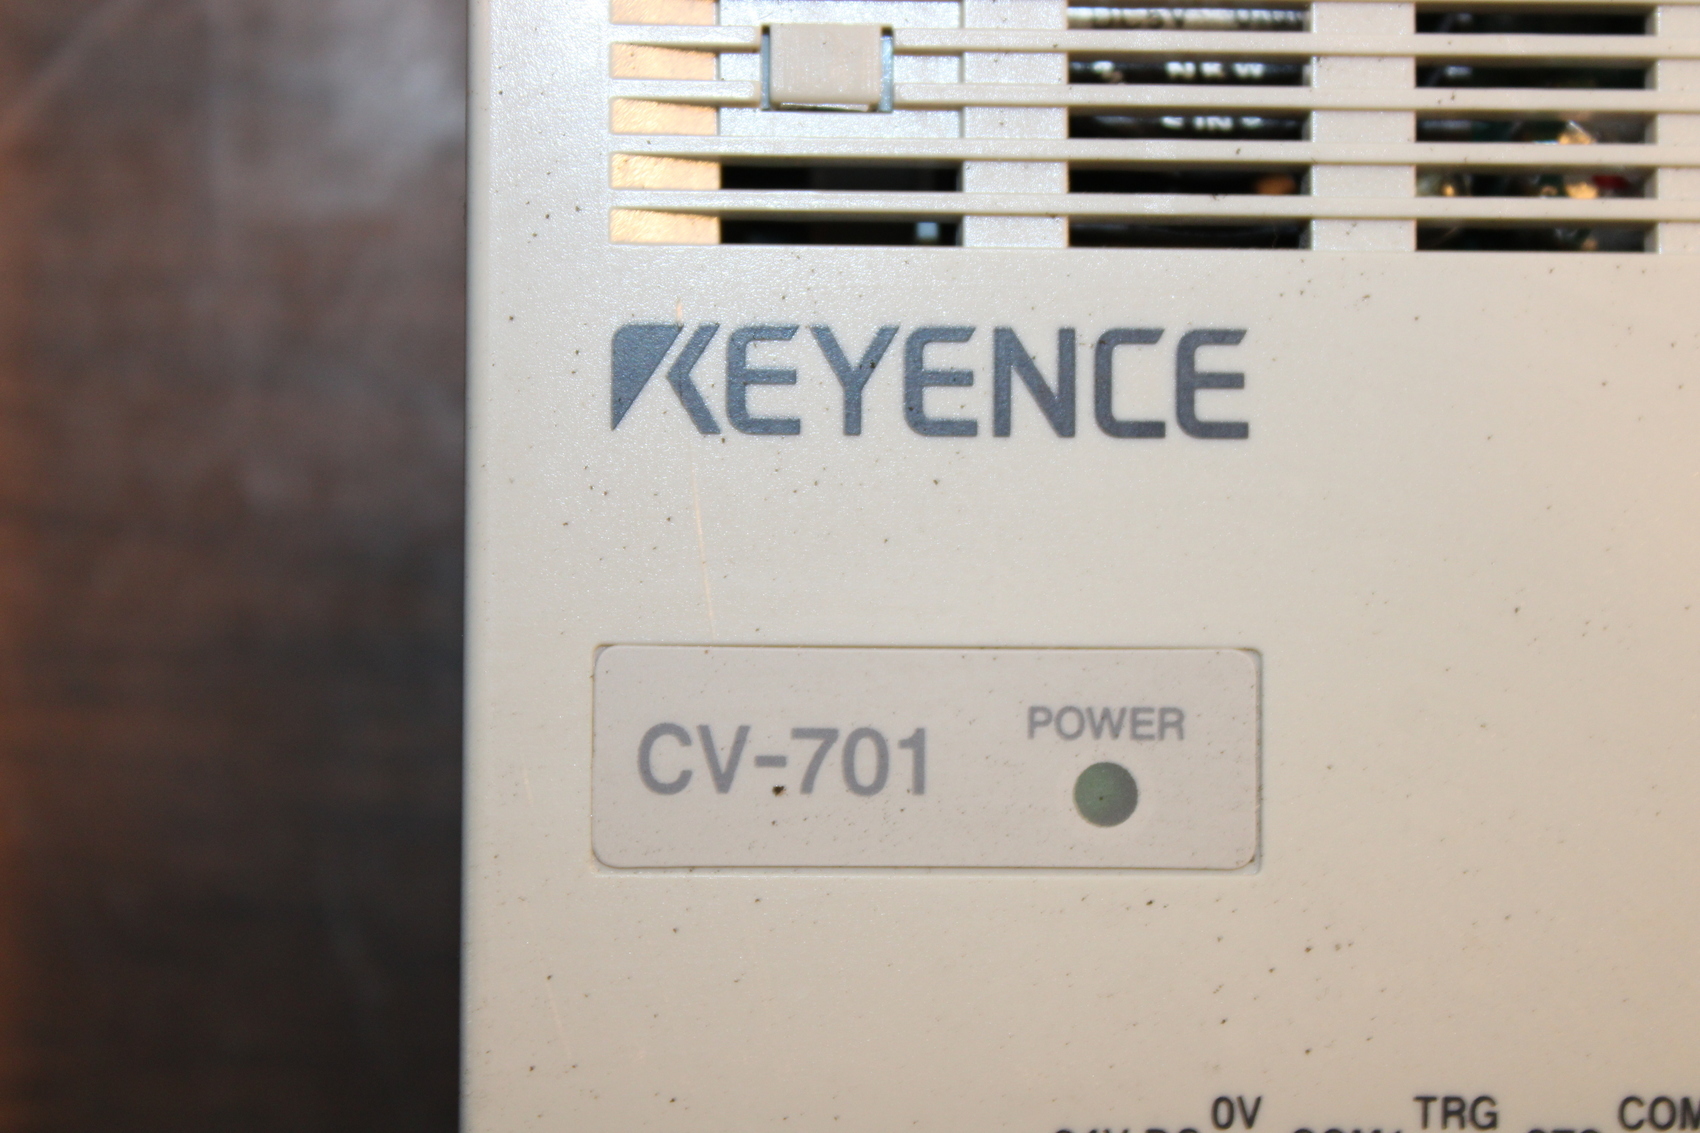 KEYENCE
CV-701
POWER
0V TRG COM